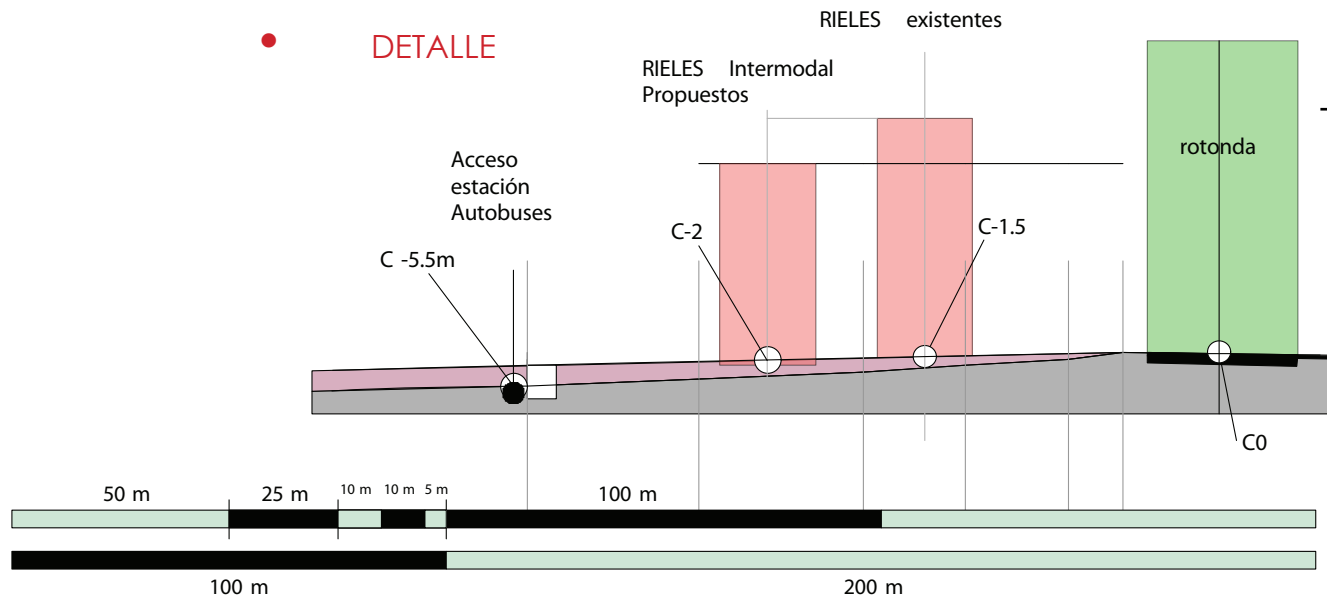 RIELES existentes
DETALLE
RIELES Intermodal
Propuestos
rotonda
Acceso
estación
Autobuses
C-2
C-1.5
C -5.5m
C0
50 m
25 m
10 m
10 m
5 m
100 m
100 m
200 m